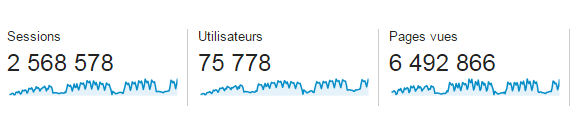 Sessions
2 568 578
Utilisateurs
75 778
Pages vues
6 492 866